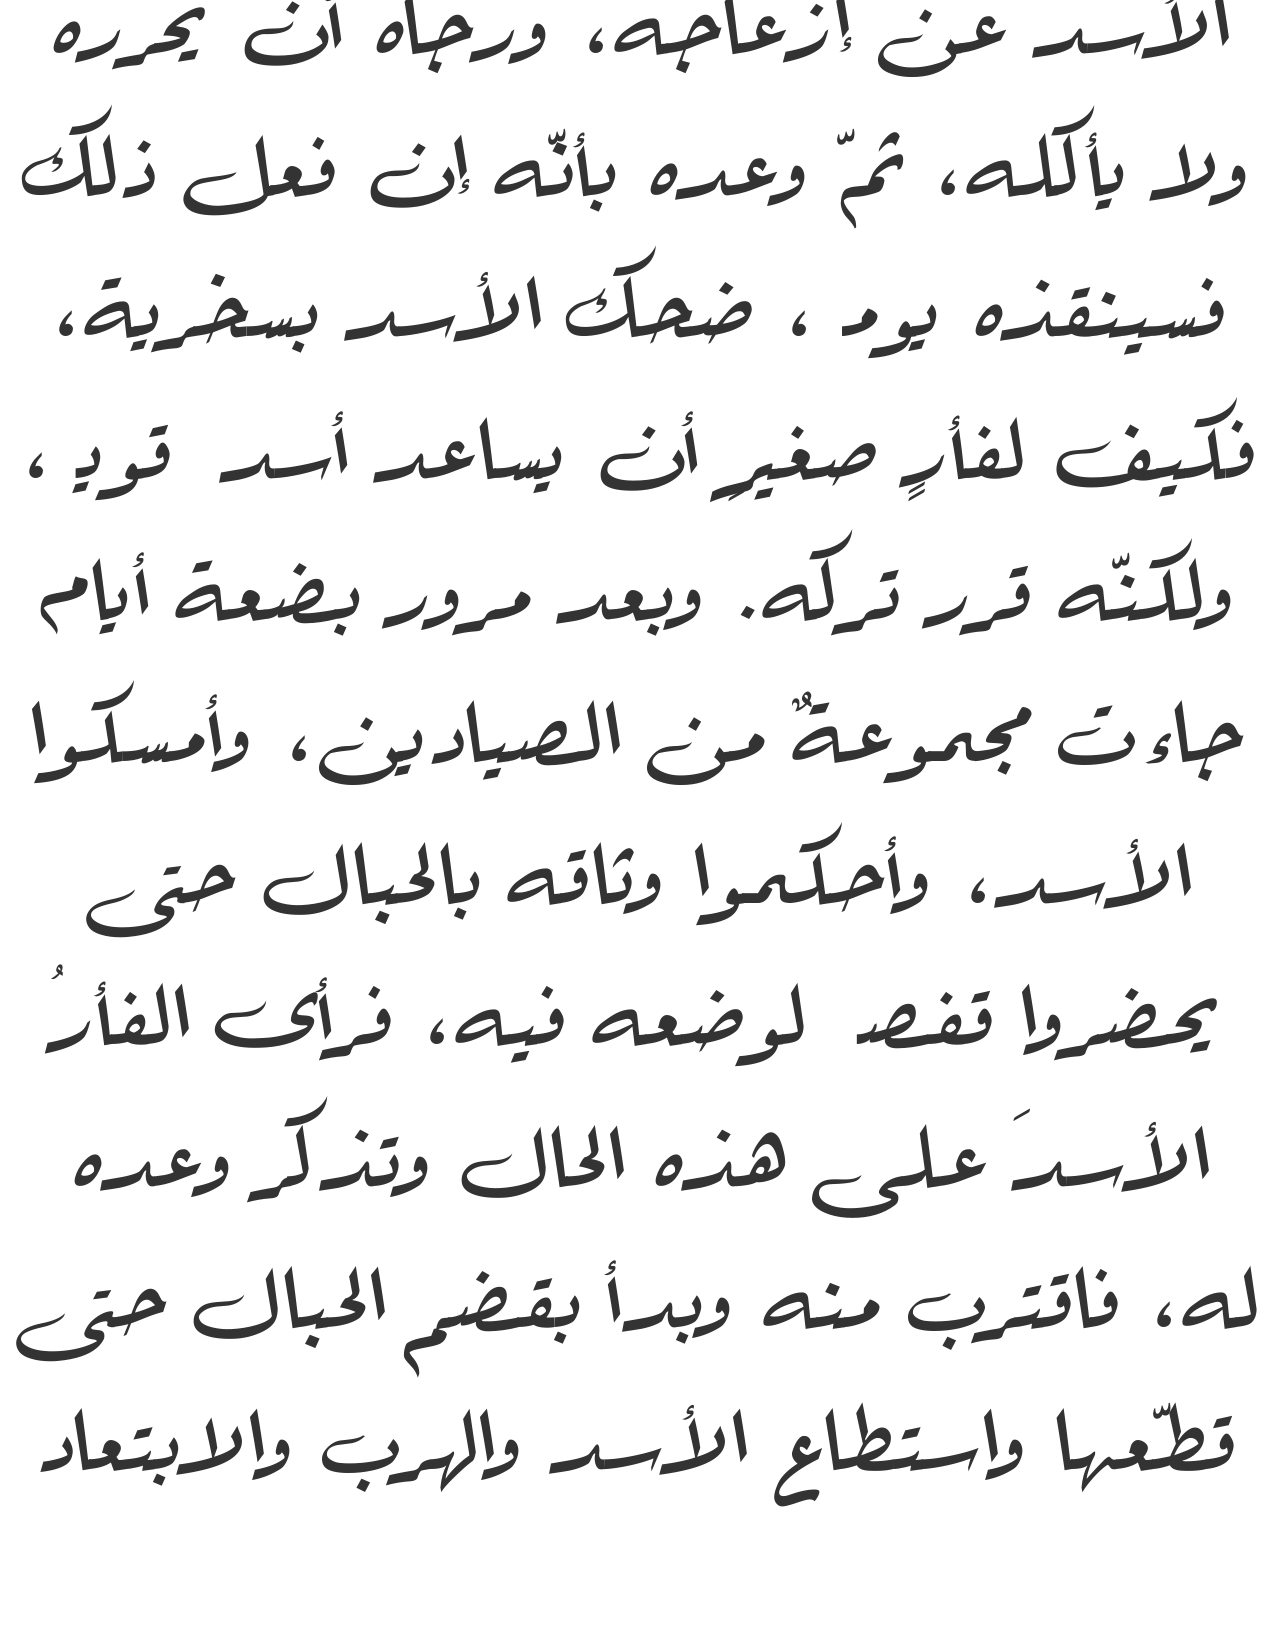 الأسد عن إزعاجه، ورجاه أن يحرره
ولا يأكله، ثمّ وعده بأنّه إن فعل ذلك
فسينقذه يوم ، ضحك الأسد بسخرية،
فكيف لفأرٍ صغيرِ أن يساعد أسد قوي ،
ولكنّه قرر تركه. وبعد مرور بضعة أيام
جاءت مجموعةٌ من الصيادين، وأمسكوا
الأسد، وأحكموا وثاقه بالحبال حتى
يحضروا قفص لوضعه فيه، فرأى الفأرُ
الأسدَ على هذه الحال وتذكر وعده
له، فاقترب منه وبدأ بقضم الحبال حتى
قطّعها واستطاع الأسد والهرب والابتعاد